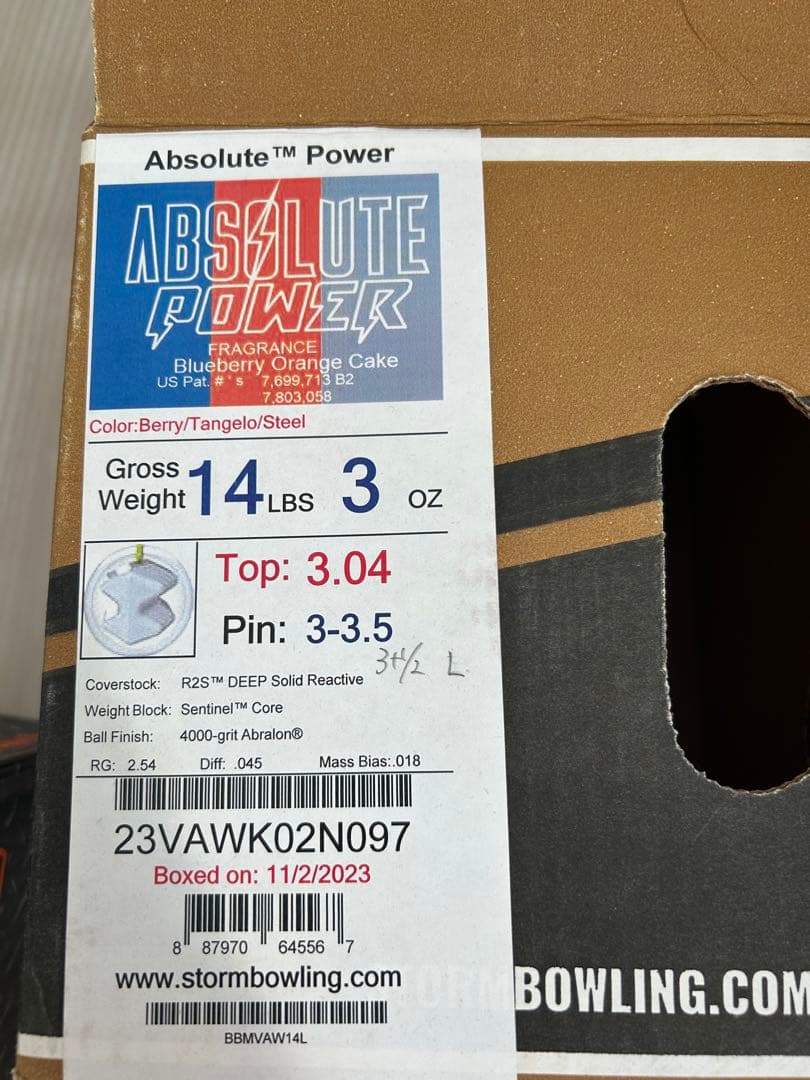 Absolute™ Power
ABSOLUTE
POWER
FRAGRANCE
Blueberry Orange Cake
US Pat. #'s 7,699,713 B2
7,803,058
Color:Berry/Tangelo/Steel
Gross Weight 14 LBS 3 OZ
Top: 3.04
Pin: 3-3.5
3+1/2 L
Coverstock: R2S™ DEEP Solid Reactive
Weight Block: Sentinel™ Core
Ball Finish: 4000-grit Abralon®
RG: 2.54 Diff: .045 Mass Bias:.018
23VAWK02N097
Boxed on: 11/2/2023
8 87970 64556 7
www.stormbowling.com
BBMVAW14L
STORMBOWLING.COM